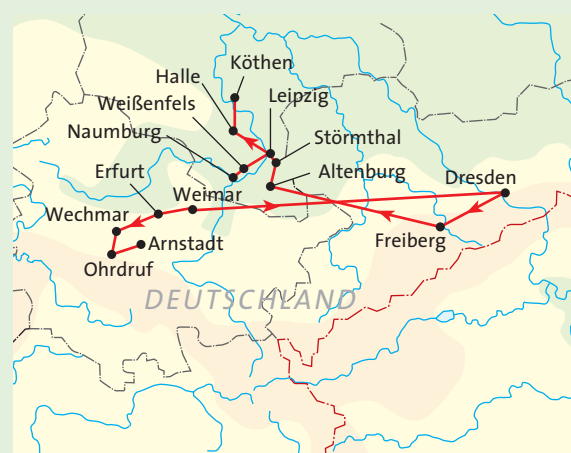 Köthen
Halle
Leipzig
Weißenfels
Naumburg
Störmthal
Erfurt
Altenburg
Dresden
Weimar
Wechmar
Arnstadt
Freiberg
Ohrdruf
DEUTSCHLAND